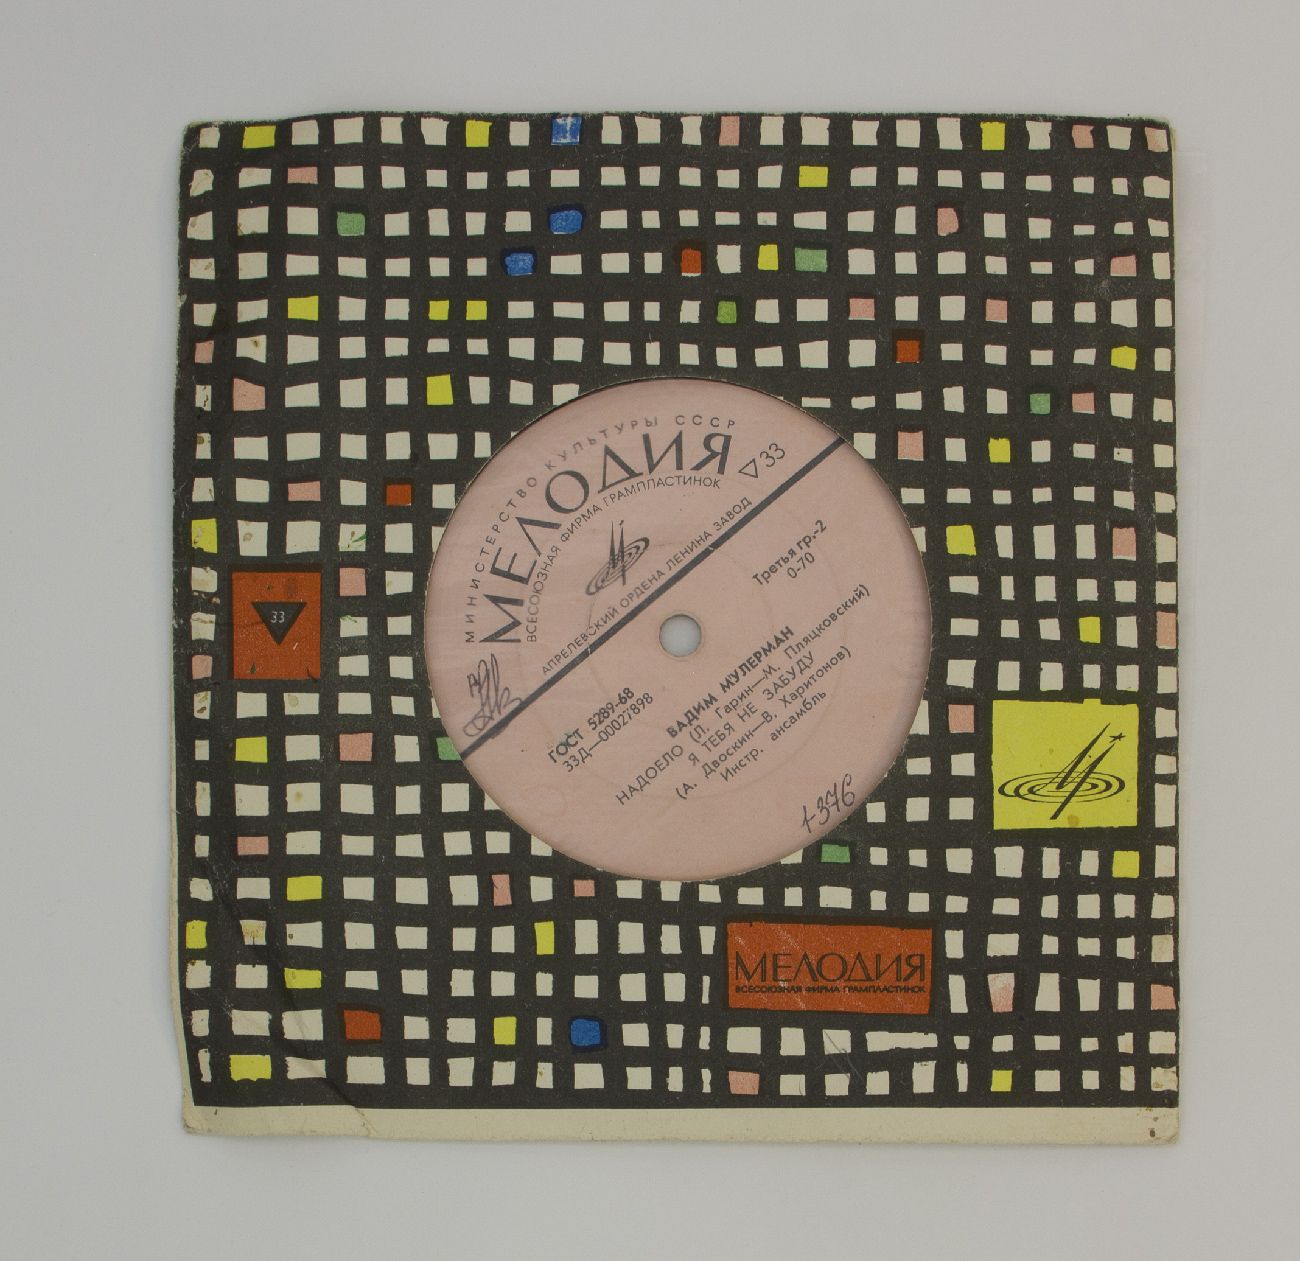 МИНИСТЕРСТВО КУЛЬТУРЫ СССР
МЕЛОДИЯ
ВСЕСОЮЗНАЯ ФИРМА ГРАМПЛАСТИНОК
33
АПРЕЛЕВСКИЙ ОРДЕНА ЛЕНИНА ЗАВОД
Третья гр.-2
0-70
ГОСТ 5289-68
33Д—00027898
ВАДИМ МУЛЕРМАН
НАДОЕЛО (Л. Гарин—М. Пляцковский)
Я ТЕБЯ НЕ ЗАБУДУ
(А. Двоскин—В. Харитонов)
Инстр. ансамбль
1-376
33
МЕЛОДИЯ
ВСЕСОЮЗНАЯ ФИРМА ГРАМПЛАСТИНОК